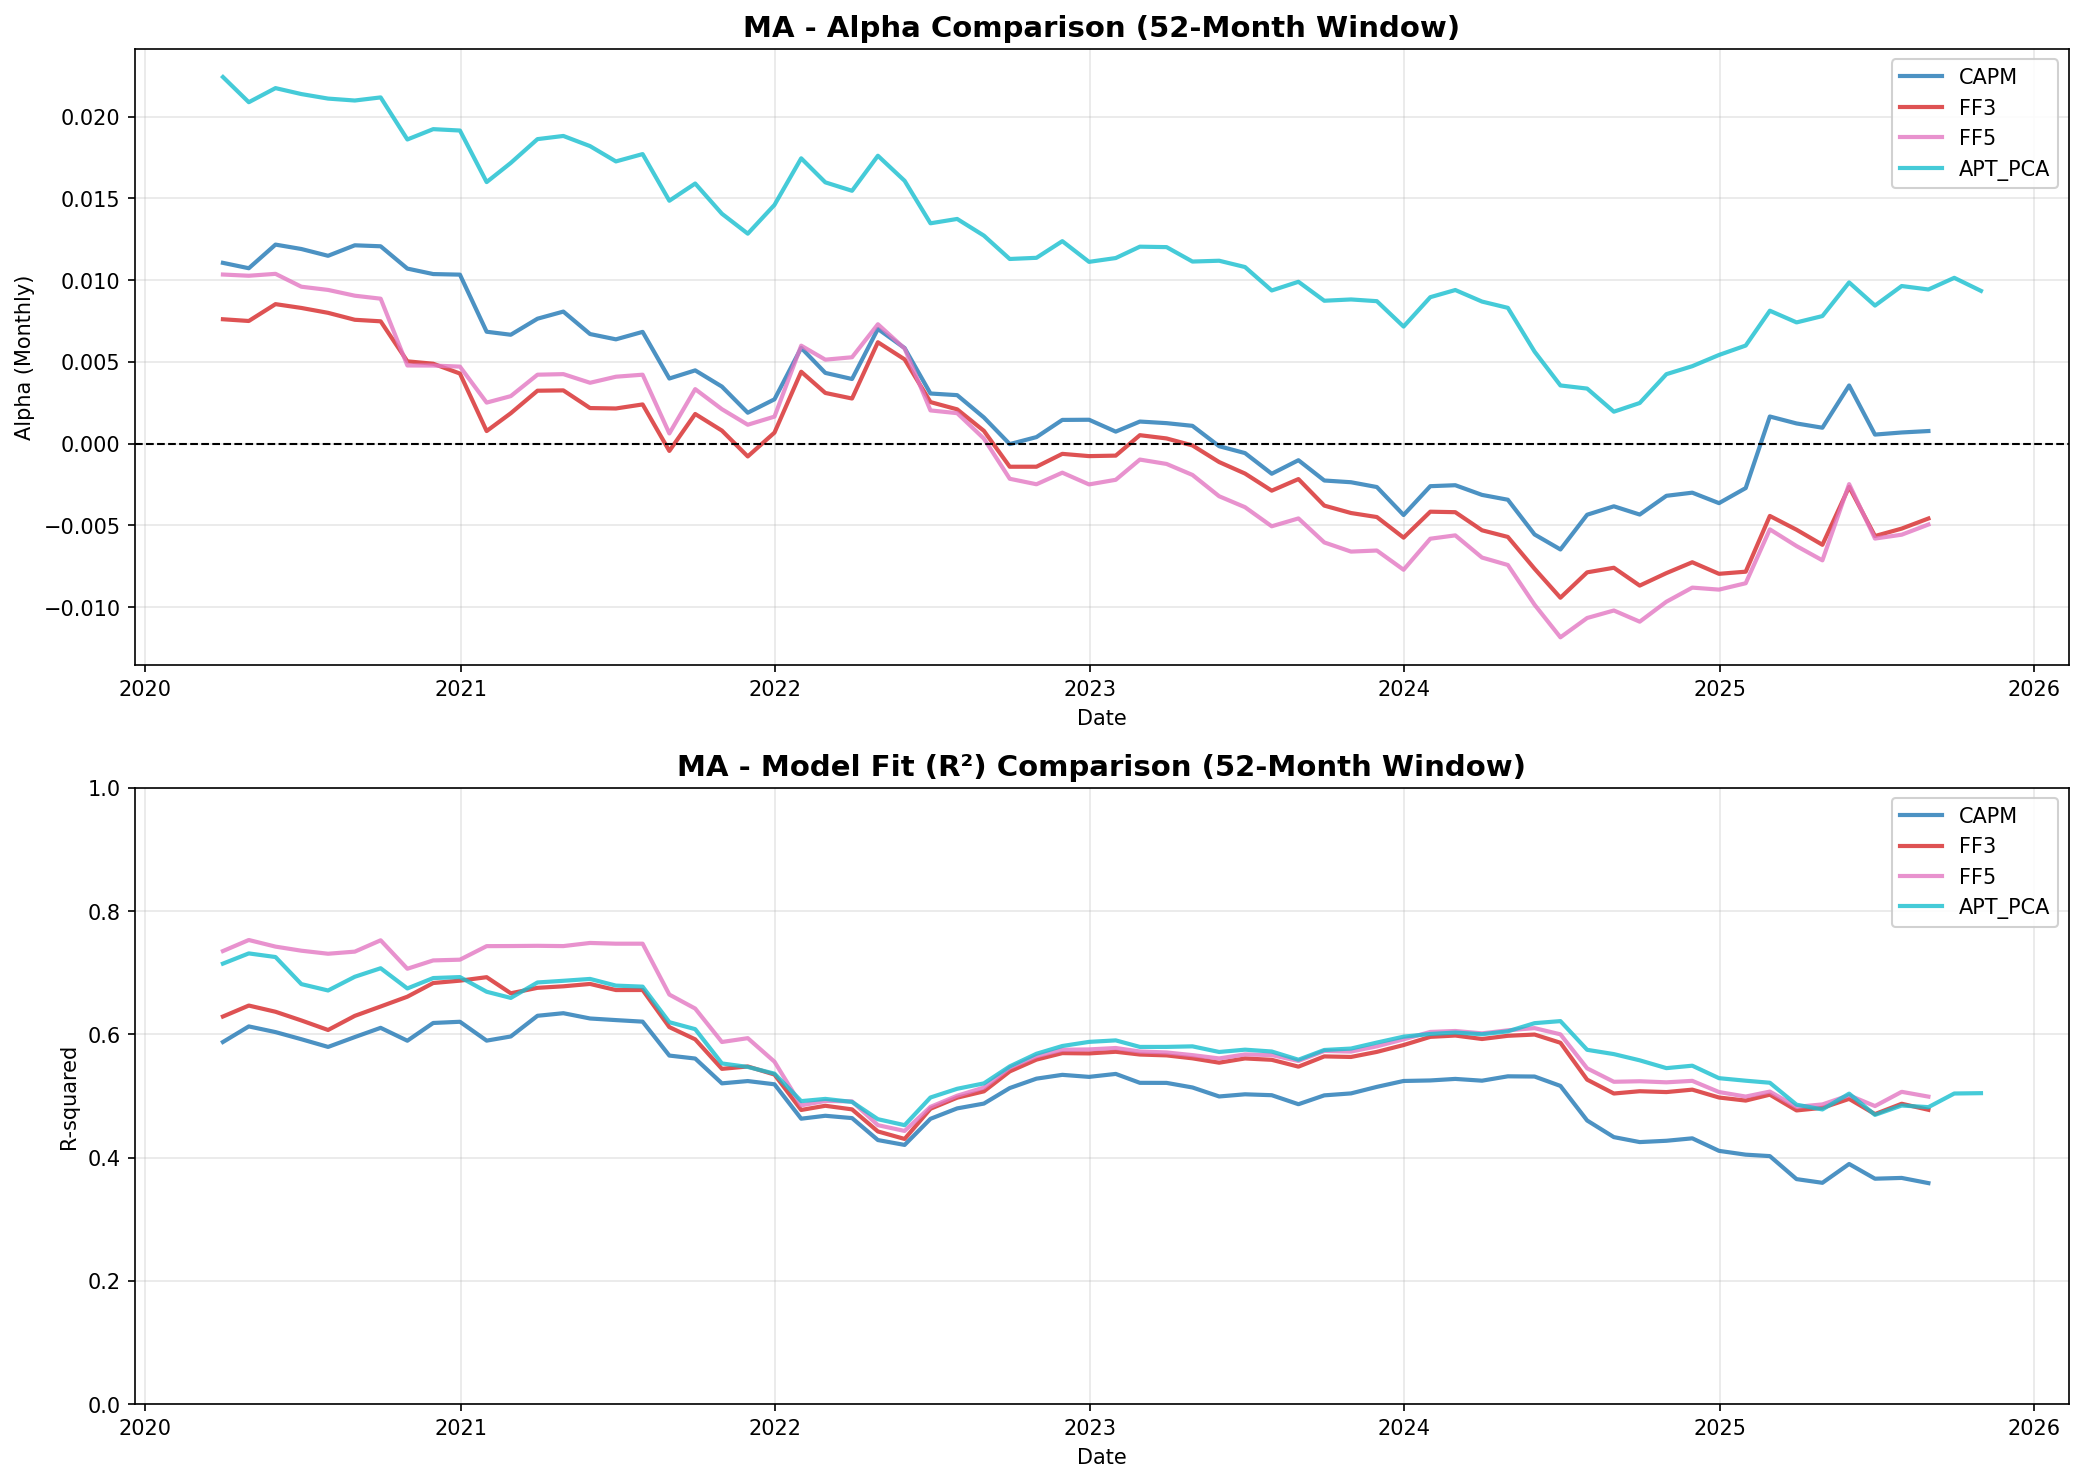 MA - Alpha Comparison (52-Month Window)
CAPM
FF3
FF5
APT_PCA
Alpha (Monthly)
0.020
0.015
0.010
0.005
0.000
−0.005
−0.010
2020 2021 2022 2023 2024 2025 2026
Date
MA - Model Fit (R²) Comparison (52-Month Window)
CAPM
FF3
FF5
APT_PCA
R-squared
1.0
0.8
0.6
0.4
0.2
0.0
2020 2021 2022 2023 2024 2025 2026
Date